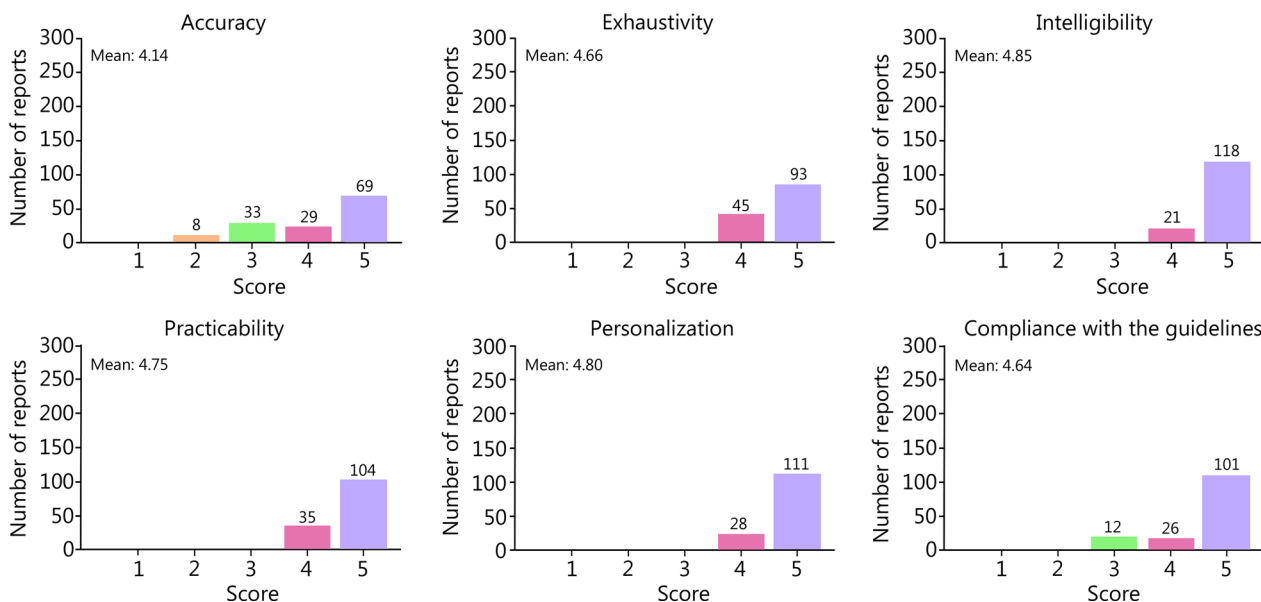 Accuracy
Mean: 4.14
Number of reports
300
250
200
150
100
50
0
8
33
29
69
1 2 3 4 5
Score
Exhaustivity
Mean: 4.66
Number of reports
300
250
200
150
100
50
0
45
93
1 2 3 4 5
Score
Intelligibility
Mean: 4.85
Number of reports
300
250
200
150
100
50
0
21
118
1 2 3 4 5
Score
Practicability
Mean: 4.75
Number of reports
300
250
200
150
100
50
0
35
104
1 2 3 4 5
Score
Personalization
Mean: 4.80
Number of reports
300
250
200
150
100
50
0
28
111
1 2 3 4 5
Score
Compliance with the guidelines
Mean: 4.64
Number of reports
300
250
200
150
100
50
0
12
26
101
1 2 3 4 5
Score